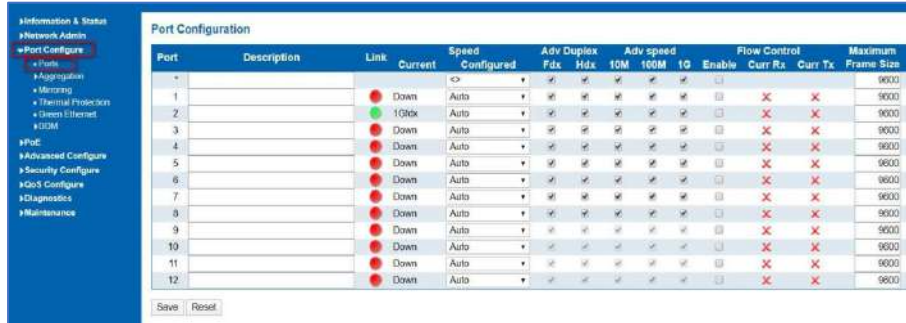 Information & Status
Network Admin
Port Configure
Ports
Aggregation
Mirroring
Thermal Protection
Green Ethernet
DDM
PoE
Advanced Configure
Security Configure
QoS Configure
Diagnostics
Maintenance
Port Configuration
Port Description Link Speed Adv Duplex Adv speed Flow Control Maximum
Current Configured Fdx Hdx 10M 100M 1G Enable Curr Rx Curr Tx Frame Size
* <> 9600
1 Down Auto 9600
2 1Gfdx Auto 9600
3 Down Auto 9600
4 Down Auto 9600
5 Down Auto 9600
6 Down Auto 9600
7 Down Auto 9600
8 Down Auto 9600
9 Down Auto 9600
10 Down Auto 9600
11 Down Auto 9600
12 Down Auto 9600
Save Reset